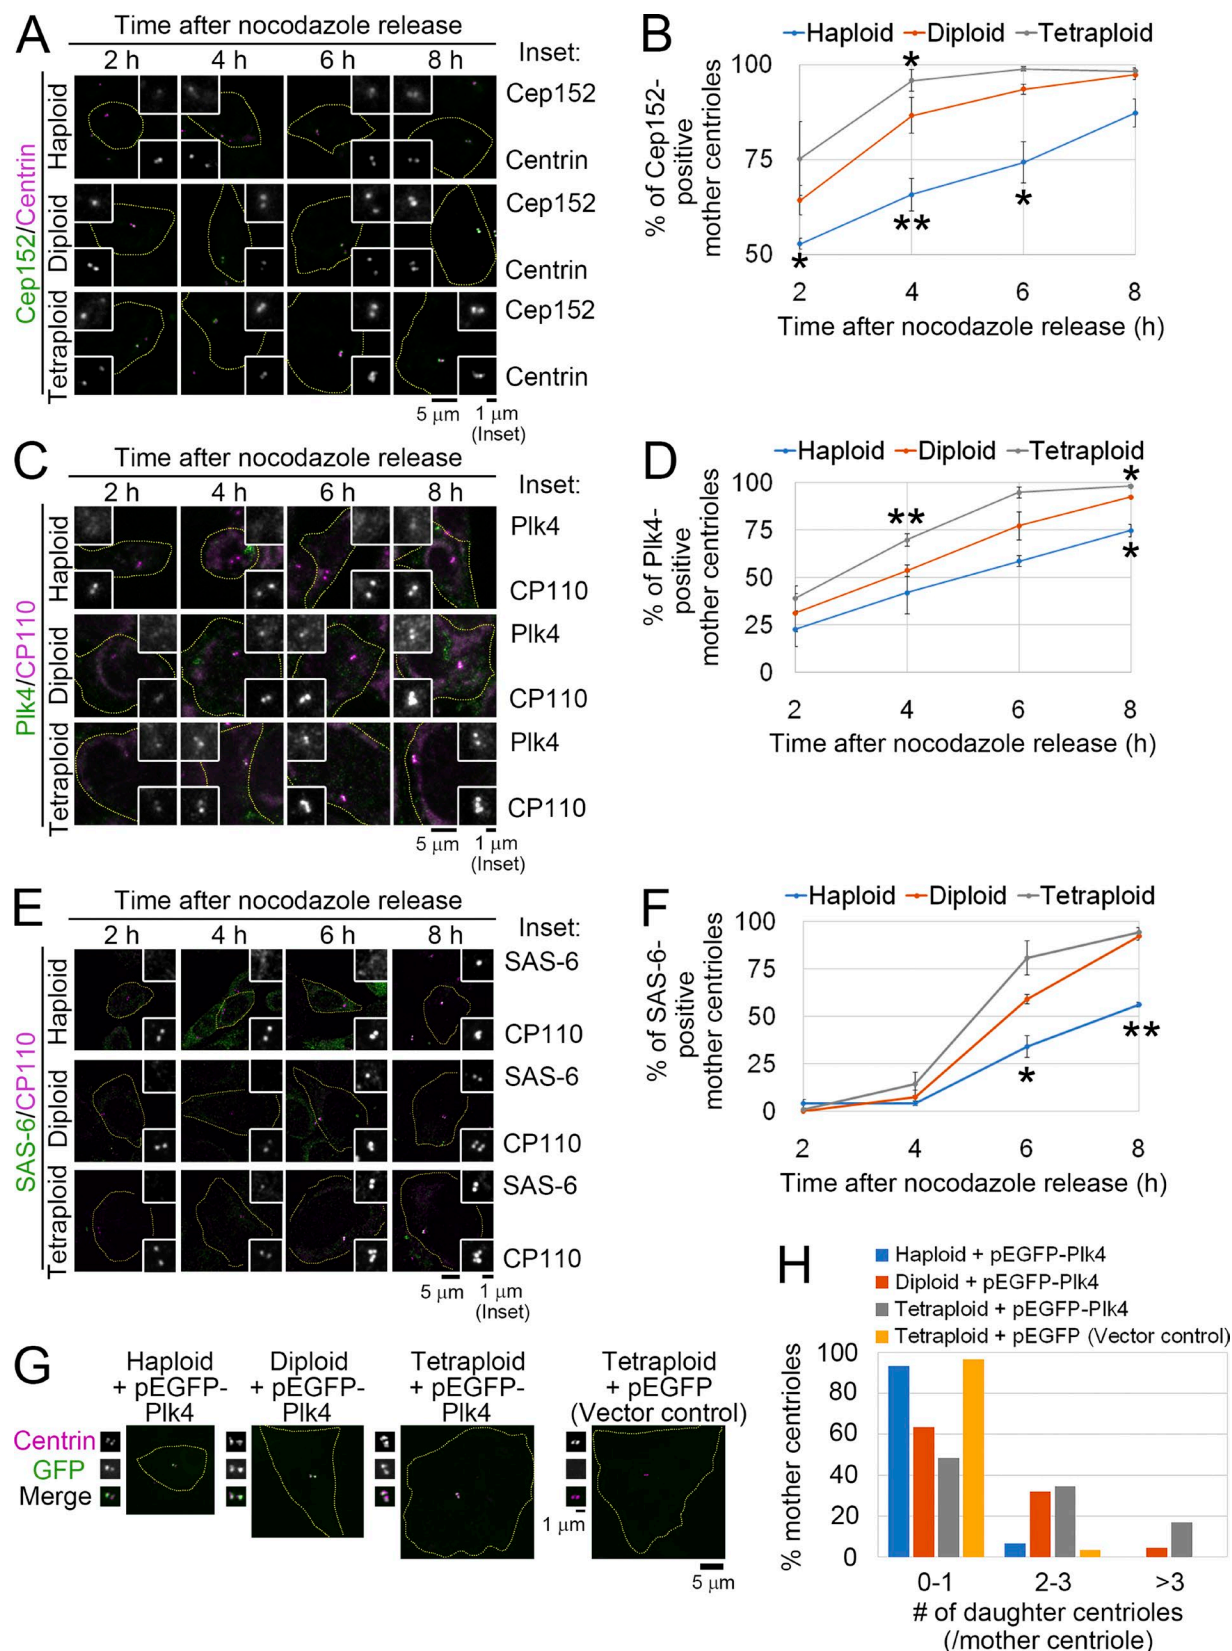 A
Time after nocodazole release
2 h 4 h 6 h 8 h Inset:
Cep152/Centrin
Haploid
Cep152
Centrin
Diploid
Cep152
Centrin
Tetraploid
Cep152
Centrin
5 μm 1 μm
(Inset)
B
Haploid Diploid Tetraploid
% of Cep152-
positive
mother centrioles
100
75
50
*
*
**
*
2 4 6 8
Time after nocodazole release (h)
C
Time after nocodazole release
2 h 4 h 6 h 8 h Inset:
Plk4/CP110
Haploid
Plk4
CP110
Diploid
Plk4
CP110
Tetraploid
Plk4
CP110
5 μm 1 μm
(Inset)
D
Haploid Diploid Tetraploid
% of Plk4-
positive
mother centrioles
100
75
50
25
0
**
*
*
2 4 6 8
Time after nocodazole release (h)
E
Time after nocodazole release
2 h 4 h 6 h 8 h Inset:
SAS-6/CP110
Haploid
SAS-6
CP110
Diploid
SAS-6
CP110
Tetraploid
SAS-6
CP110
5 μm 1 μm
(Inset)
F
Haploid Diploid Tetraploid
% of SAS-6-
positive
mother centrioles
100
75
50
25
0
*
**
2 4 6 8
Time after nocodazole release (h)
G
Haploid
+ pEGFP-
Plk4
Diploid
+ pEGFP-
Plk4
Tetraploid
+ pEGFP-
Plk4
Tetraploid
+ pEGFP
(Vector control)
Centrin
GFP
Merge
1 μm
5 μm
H
Haploid + pEGFP-Plk4
Diploid + pEGFP-Plk4
Tetraploid + pEGFP-Plk4
Tetraploid + pEGFP (Vector control)
% mother centrioles
100
80
60
40
20
0
0-1 2-3 >3
# of daughter centrioles
(/mother centriole)